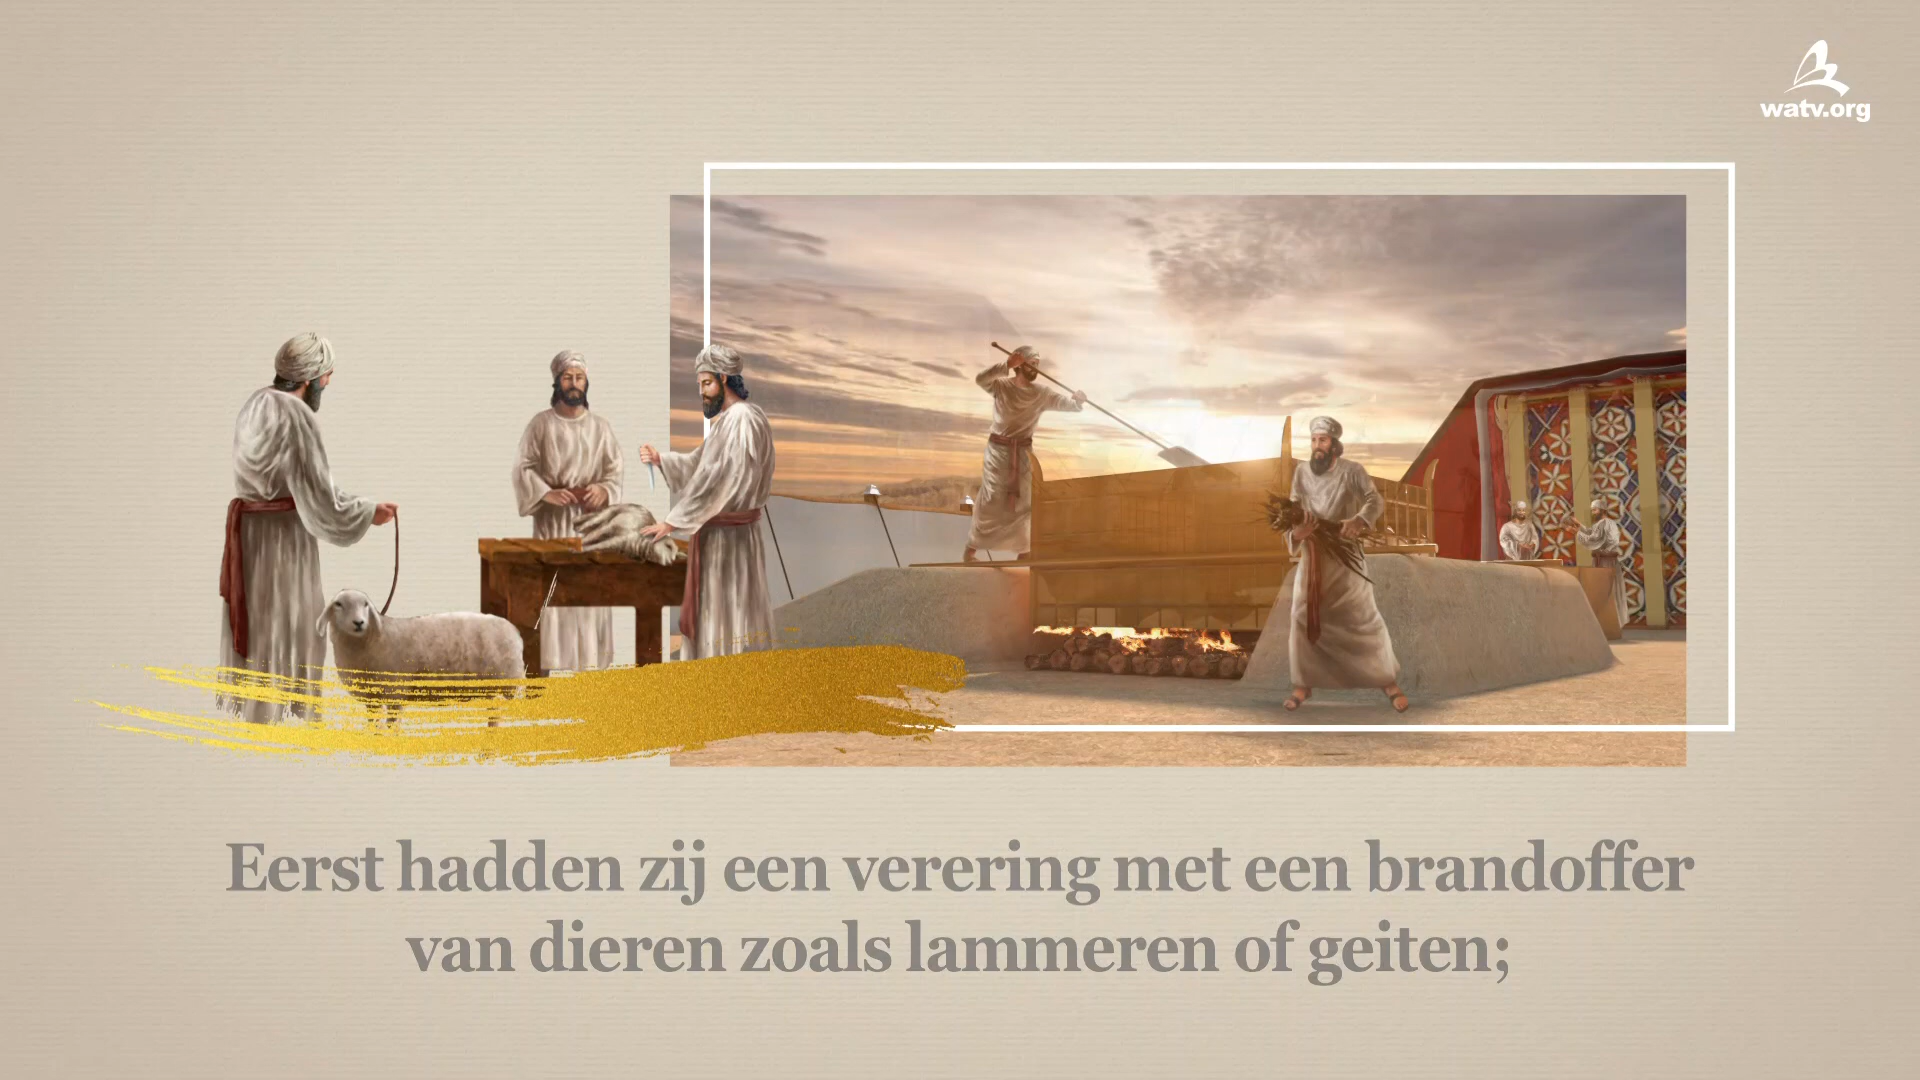 watv.org
Eerst hadden zij een verering met een brandoffer
van dieren zoals lammeren of geiten;